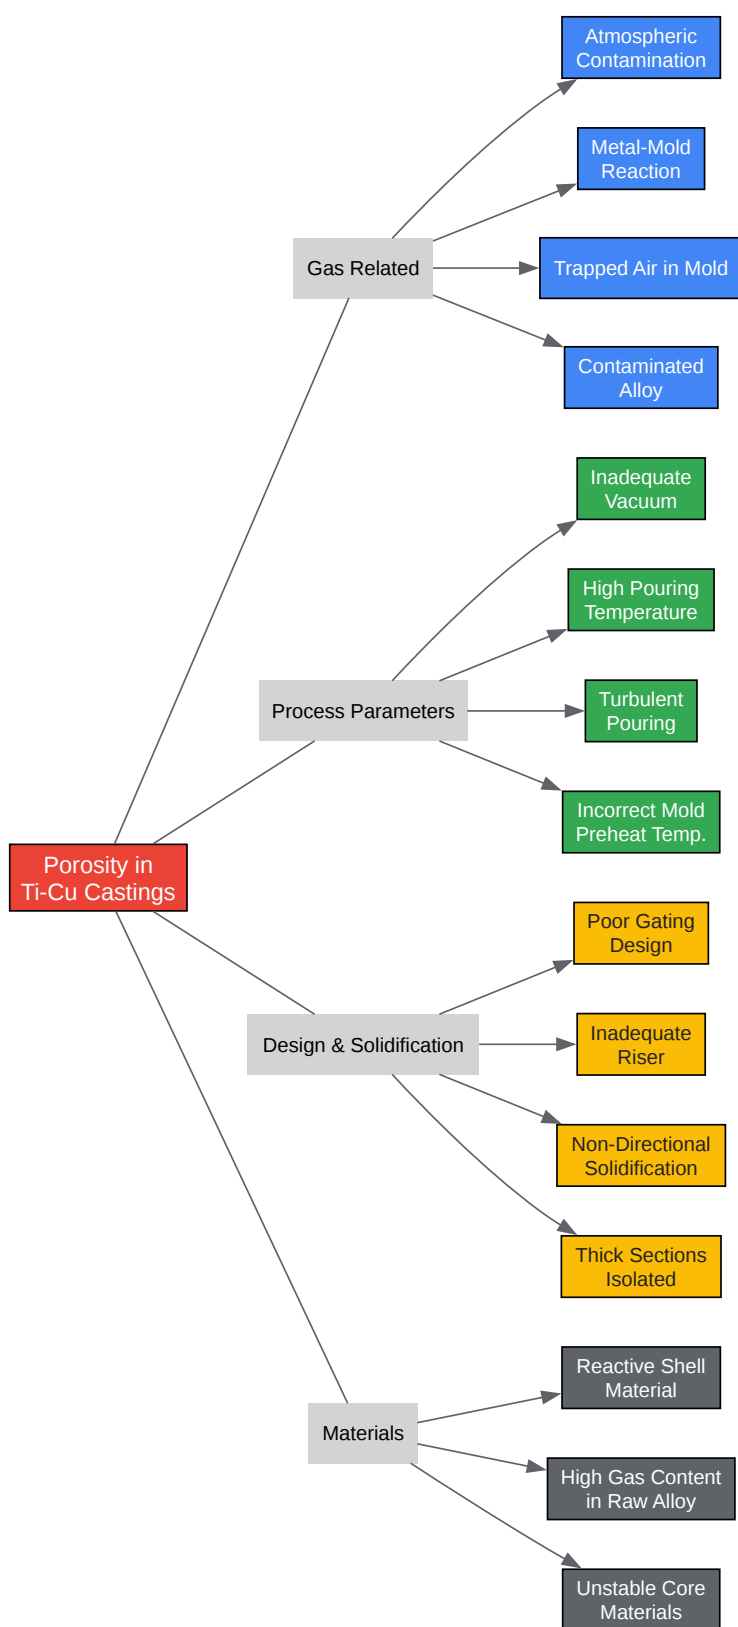 Atmospheric
Contamination
Metal-Mold
Reaction
Gas Related
Trapped Air in Mold
Contaminated
Alloy
Inadequate
Vacuum
High Pouring
Temperature
Process Parameters
Turbulent
Pouring
Incorrect Mold
Preheat Temp.
Porosity in
Ti-Cu Castings
Poor Gating
Design
Design & Solidification
Inadequate
Riser
Non-Directional
Solidification
Thick Sections
Isolated
Reactive Shell
Material
Materials
High Gas Content
in Raw Alloy
Unstable Core
Materials